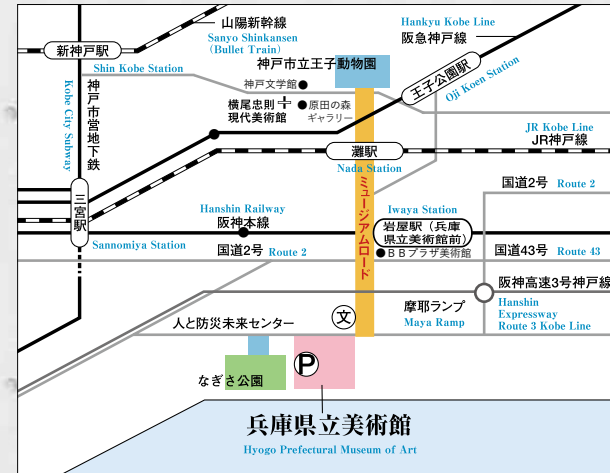 山陽新幹線
Sanyo Shinkansen
(Bullet Train)
Hankyu Kobe Line
阪急神戸線
新神戸駅
Shin Kobe Station
神戸市立王子動物園
神戸文学館
王子公園駅
Oji Koen Station
Kobe City Subway
神戸市営地下鉄
横尾忠則
現代美術館
原田の森
ギャラリー
JR Kobe Line
JR神戸線
灘駅
Nada Station
ミュージアムロード
国道2号 Route 2
三宮駅
Sannomiya Station
Hanshin Railway
阪神本線
Iwaya Station
岩屋駅（兵庫
県立美術館前）
BBプラザ美術館
国道2号 Route 2
国道43号 Route 43
阪神高速3号神戸線
Hanshin
Expressway
Route 3 Kobe Line
摩耶ランプ
Maya Ramp
文
人と防災未来センター
P
なぎさ公園
兵庫県立美術館
Hyogo Prefectural Museum of Art